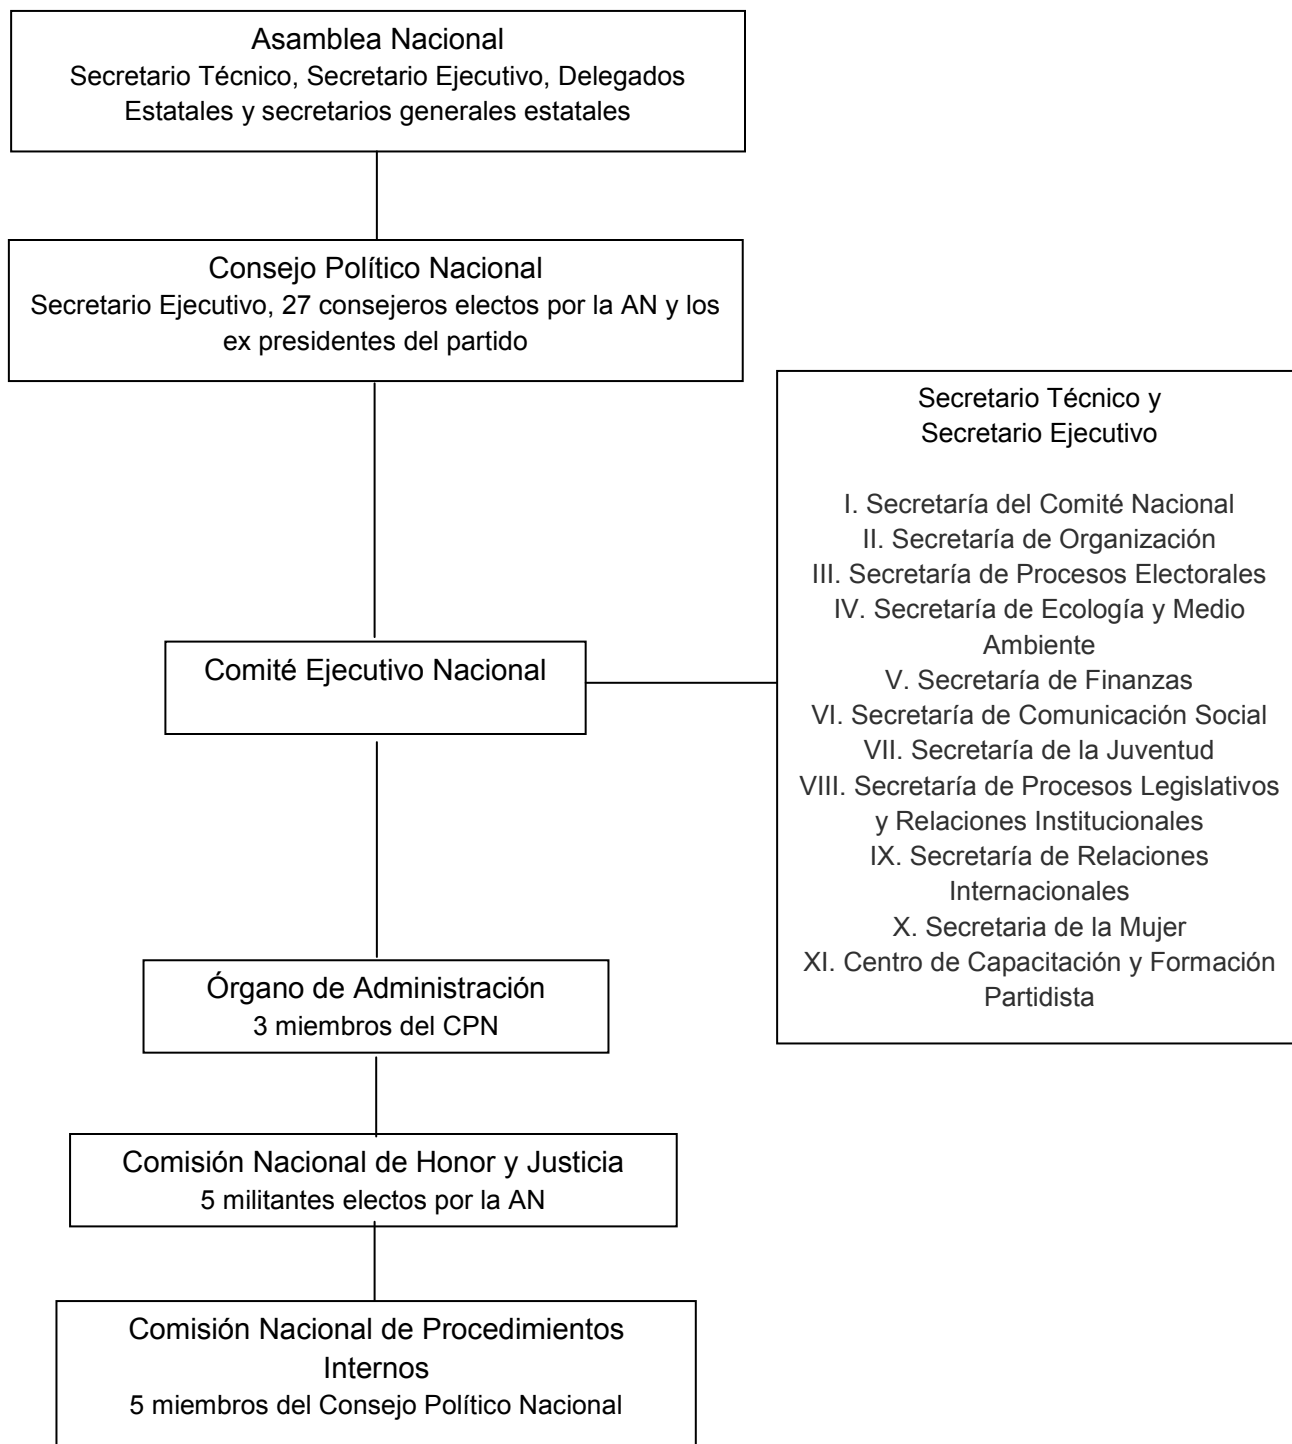 Asamblea Nacional
Secretario Técnico, Secretario Ejecutivo, Delegados
Estatales y secretarios generales estatales
Consejo Político Nacional
Secretario Ejecutivo, 27 consejeros electos por la AN y los
ex presidentes del partido
Secretario Técnico y
Secretario Ejecutivo
I. Secretaría del Comité Nacional
II. Secretaría de Organización
III. Secretaría de Procesos Electorales
IV. Secretaría de Ecología y Medio
Ambiente
V. Secretaría de Finanzas
VI. Secretaría de Comunicación Social
VII. Secretaría de la Juventud
VIII. Secretaría de Procesos Legislativos
y Relaciones Institucionales
IX. Secretaría de Relaciones
Internacionales
X. Secretaria de la Mujer
XI. Centro de Capacitación y Formación
Partidista
Comité Ejecutivo Nacional
Órgano de Administración
3 miembros del CPN
Comisión Nacional de Honor y Justicia
5 militantes electos por la AN
Comisión Nacional de Procedimientos
Internos
5 miembros del Consejo Político Nacional